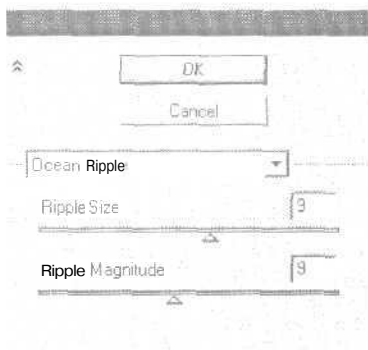 OK
Cancel
Ocean Ripple
Ripple Size 9
Ripple Magnitude 9